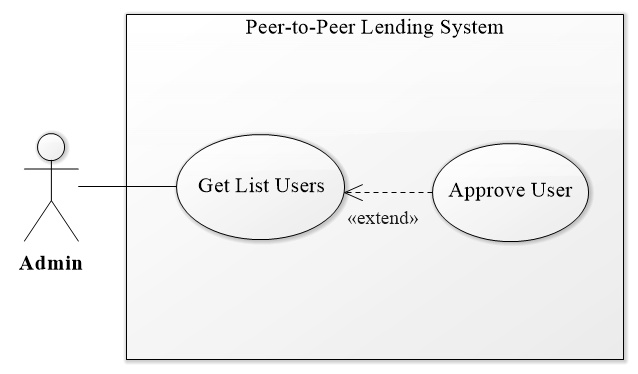 Peer-to-Peer Lending System
Get List Users
Approve User
«extend»
Admin